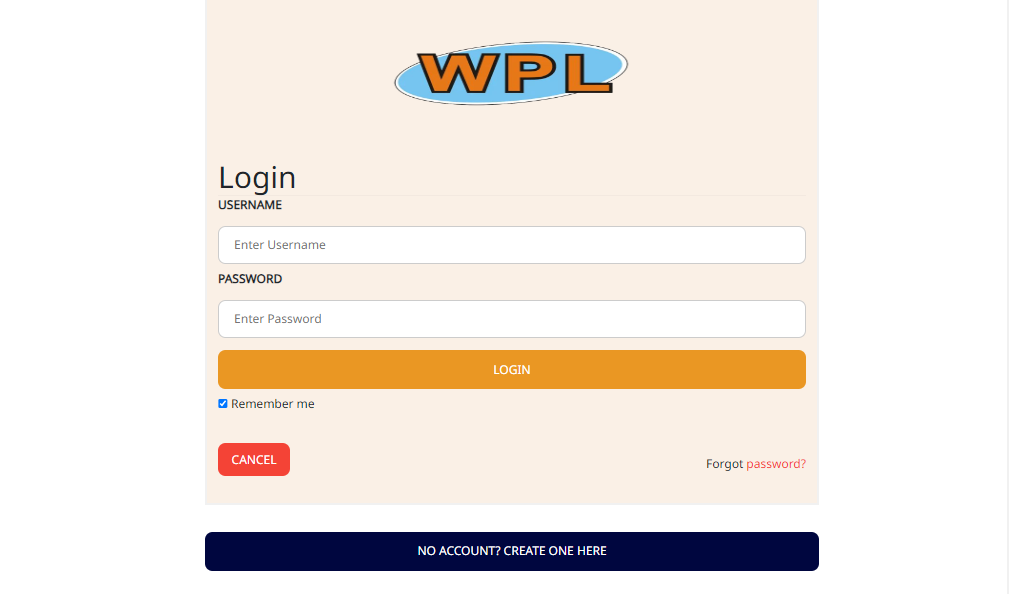 WPL
Login
USERNAME
Enter Username
PASSWORD
Enter Password
LOGIN
Remember me
CANCEL
Forgot password?
NO ACCOUNT? CREATE ONE HERE